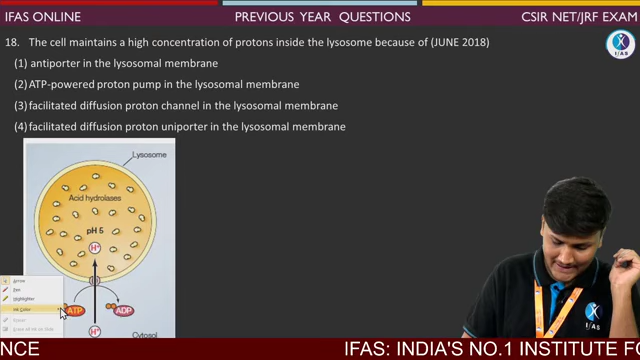 IFAS ONLINE
PREVIOUS YEAR QUESTIONS
CSIR NET/JRF EXAM
18. The cell maintains a high concentration of protons inside the lysosome because of (JUNE 2018)
(1) antiporter in the lysosomal membrane
(2) ATP-powered proton pump in the lysosomal membrane
(3) facilitated diffusion proton channel in the lysosomal membrane
(4) facilitated diffusion proton uniporter in the lysosomal membrane
IFAS
Lysosome
Acid hydrolases
pH 5
H+
ATP
ADP
H+
Cytosol
Arrow
Pen
Highlighter
Ink Color
Eraser
NCE
IFAS: INDIA'S NO.1 INSTITUTE FO